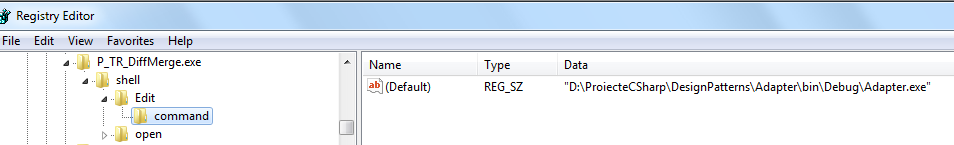 Registry Editor
File Edit View Favorites Help
P_TR_DiffMerge.exe
shell
Edit
command
open
Name Type Data
ab (Default) REG_SZ "D:\ProiecteCSharp\DesignPatterns\Adapter\bin\Debug\Adapter.exe"